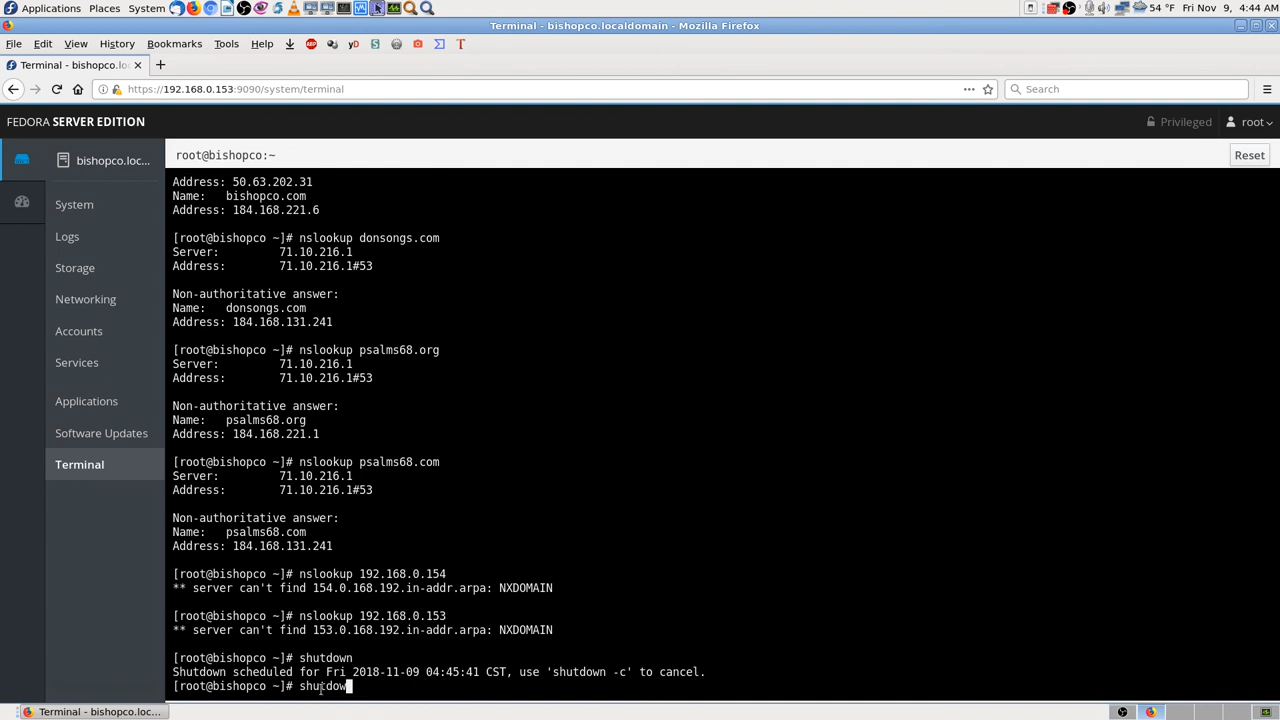 Applications Places System 54 °F Fri Nov 9, 4:44 AM
Terminal - bishopco.localdomain - Mozilla Firefox
File Edit View History Bookmarks Tools Help
Terminal - bishopco.loc
https://192.168.0.153:9090/system/terminal Search
FEDORA SERVER EDITION Privileged root
bishopco.loc... root@bishopco:~ Reset
System
Logs
Storage
Networking
Accounts
Services
Applications
Software Updates
Terminal
Address: 50.63.202.31
Name: bishopco.com
Address: 184.168.221.6
[root@bishopco ~]# nslookup donsongs.com
Server: 71.10.216.1
Address: 71.10.216.1#53
Non-authoritative answer:
Name: donsongs.com
Address: 184.168.131.241
[root@bishopco ~]# nslookup psalms68.org
Server: 71.10.216.1
Address: 71.10.216.1#53
Non-authoritative answer:
Name: psalms68.org
Address: 184.168.221.1
[root@bishopco ~]# nslookup psalms68.com
Server: 71.10.216.1
Address: 71.10.216.1#53
Non-authoritative answer:
Name: psalms68.com
Address: 184.168.131.241
[root@bishopco ~]# nslookup 192.168.0.154
** server can't find 154.0.168.192.in-addr.arpa: NXDOMAIN
[root@bishopco ~]# nslookup 192.168.0.153
** server can't find 153.0.168.192.in-addr.arpa: NXDOMAIN
[root@bishopco ~]# shutdown
Shutdown scheduled for Fri 2018-11-09 04:45:41 CST, use 'shutdown -c' to cancel.
[root@bishopco ~]# shutdow
Terminal - bishopco.loc...